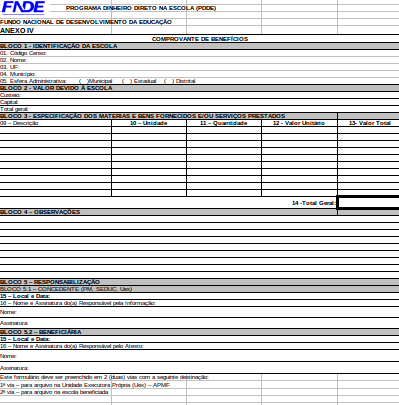 FNDE
PROGRAMA DINHEIRO DIRETO NA ESCOLA (PDDE)
FUNDO NACIONAL DE DESENVOLVIMENTO DA EDUCAÇÃO
ANEXO IV
COMPROVANTE DE BENEFÍCIOS
BLOCO 1 - IDENTIFICAÇÃO DA ESCOLA
01. Código Censo:
02. Nome:
03. UF:
04. Município:
05. Esfera Administrativa: ( )Municipal ( ) Estadual ( ) Distrital
BLOCO 2 - VALOR DEVIDO À ESCOLA
Custeio:
Capital:
Total geral:
BLOCO 3 - ESPECIFICAÇÃO DOS MATERIAS E BENS FORNECIDOS E/OU SERVIÇOS PRESTADOS
09 – Descrição 10 – Unidade 11 – Quantidade 12 - Valor Unitário 13- Valor Total
14 -Total Geral:
BLOCO 4 – OBSERVAÇÕES
BLOCO 5 – RESPONSABILIZAÇÃO
BLOCO 5.1 – CONCEDENTE (PM, SEDUC, Uex)
15 – Local e Data:
16 – Nome e Assinatura do(a) Responsável pela Informação:
Nome:
Assinatura:
BLOCO 5.2 – BENEFICIÁRIA
15 – Local e Data:
16 – Nome e Assinatura do(a) Responsável pelo Atesto:
Nome:
Assinatura:
Este formulário deve ser preenchido em 2 (duas) vias com a seguinte destinação:
1ª via – para arquivo na Unidade Executora Própria (Uex) – APMF
2ª via – para arquivo na escola beneficiada